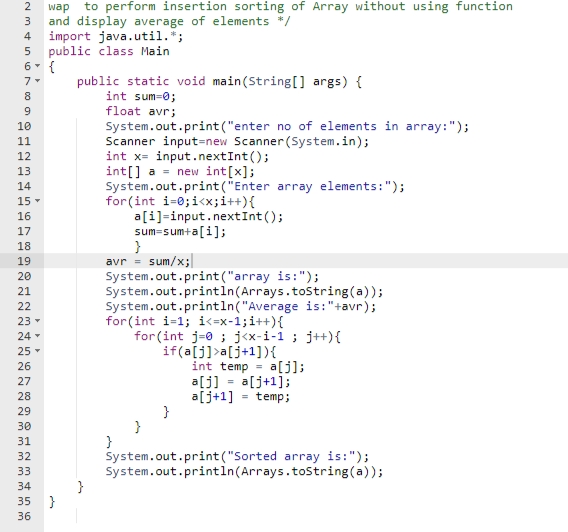 2 wap  to perform insertion sorting of Array without using function
3 and display average of elements */
4 import java.util.*;
5 public class Main
6 {
7     public static void main(String[] args) {
8         int sum=0;
9         float avr;
10         System.out.print("enter no of elements in array:");
11         Scanner input=new Scanner(System.in);
12         int x= input.nextInt();
13         int[] a = new int[x];
14         System.out.print("Enter array elements:");
15         for(int i=0;i<x;i++){
16             a[i]=input.nextInt();
17             sum=sum+a[i];
18             }
19         avr = sum/x;
20         System.out.print("array is:");
21         System.out.println(Arrays.toString(a));
22         System.out.println("Average is:"+avr);
23         for(int i=1; i<=x-1;i++){
24             for(int j=0 ; j<x-i-1 ; j++){
25                 if(a[j]>a[j+1]){
26                     int temp = a[j];
27                     a[j] = a[j+1];
28                     a[j+1] = temp;
29                 }
30             }
31         }
32         System.out.print("Sorted array is:");
33         System.out.println(Arrays.toString(a));
34     }
35 }
36